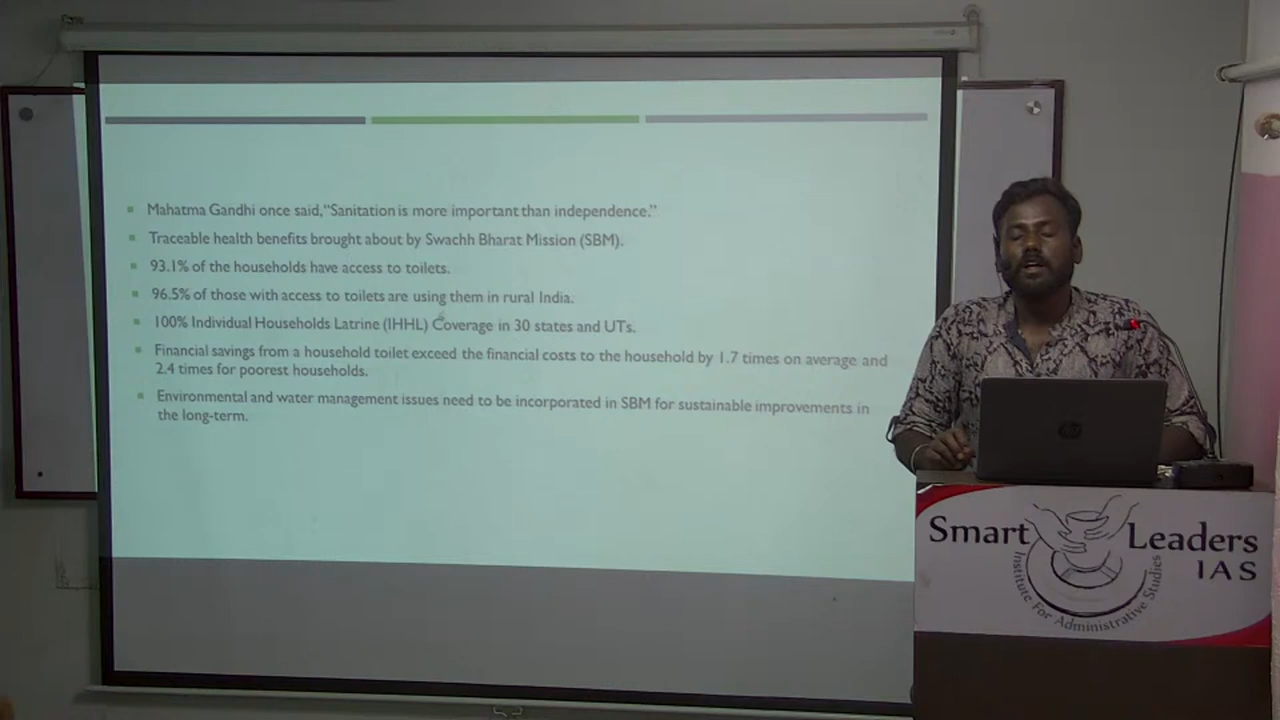 Mahatma Gandhi once said, "Sanitation is more important than independence."
Traceable health benefits brought about by Swachh Bharat Mission (SBM).
93.1% of the households have access to toilets.
96.5% of those with access to toilets are using them in rural India.
100% Individual Households Latrine (IHHL) Coverage in 30 states and UTs.
Financial savings from a household toilet exceed the financial costs to the household by 1.7 times on average and
2.4 times for poorest households.
Environmental and water management issues need to be incorporated in SBM for sustainable improvements in
the long-term.
Smart Leaders
IAS
Institute For Administrative Studies